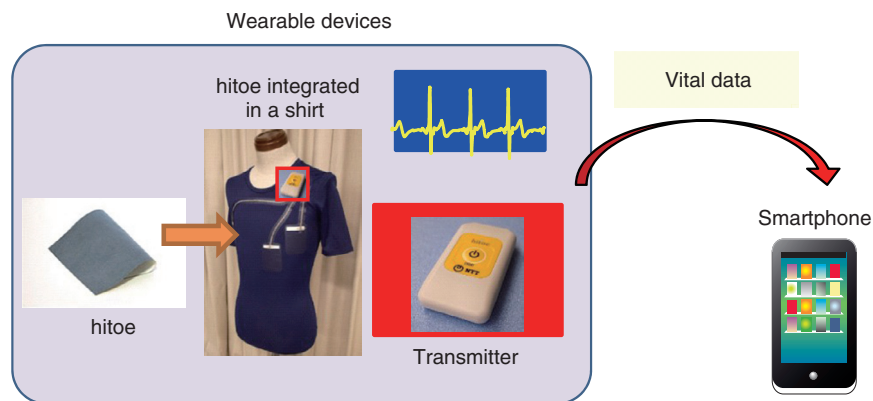 Wearable devices
hitoe integrated
in a shirt
Vital data
Smartphone
hitoe
NTT
Transmitter